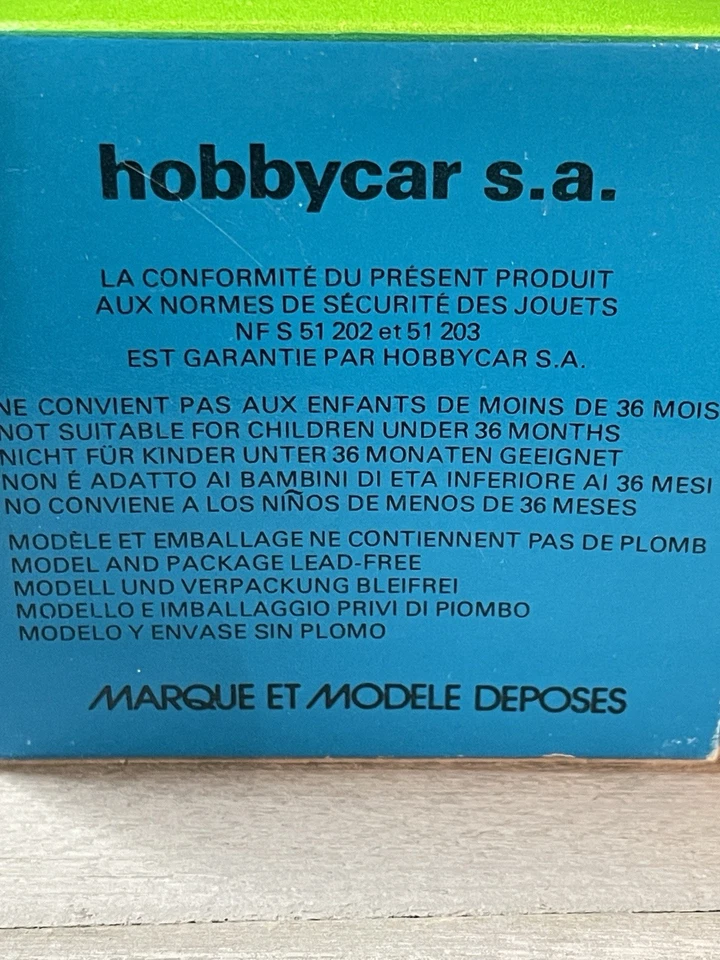 hobbycar s.a.
LA CONFORMITÉ DU PRÉSENT PRODUIT
AUX NORMES DE SÉCURITÉ DES JOUETS
NF S 51 202 et 51 203
EST GARANTIE PAR HOBBYCAR S.A.
NE CONVIENT PAS AUX ENFANTS DE MOINS DE 36 MOIS
NOT SUITABLE FOR CHILDREN UNDER 36 MONTHS
NICHT FÜR KINDER UNTER 36 MONATEN GEEIGNET
NON É ADATTO AI BAMBINI DI ETA INFERIORE AI 36 MESI
NO CONVIENE A LOS NIÑOS DE MENOS DE 36 MESES
MODÈLE ET EMBALLAGE NE CONTIENNENT PAS DE PLOMB
MODEL AND PACKAGE LEAD-FREE
MODELL UND VERPACKUNG BLEIFREI
MODELLO E IMBALLAGGIO PRIVI DI PIOMBO
MODELO Y ENVASE SIN PLOMO
MARQUE ET MODELE DEPOSES